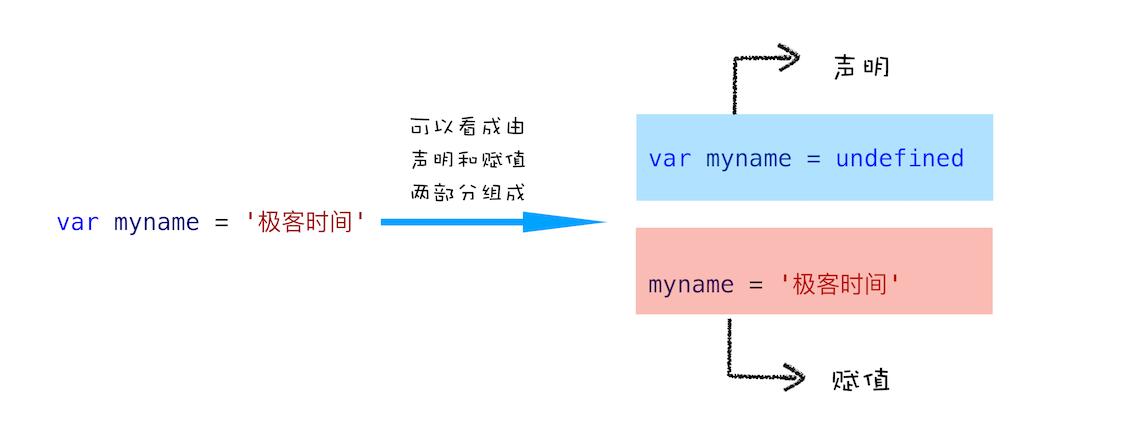 var myname = '极客时间'
可以看成由
声明和赋值
两部分组成
声明
var myname = undefined
myname = '极客时间'
赋值